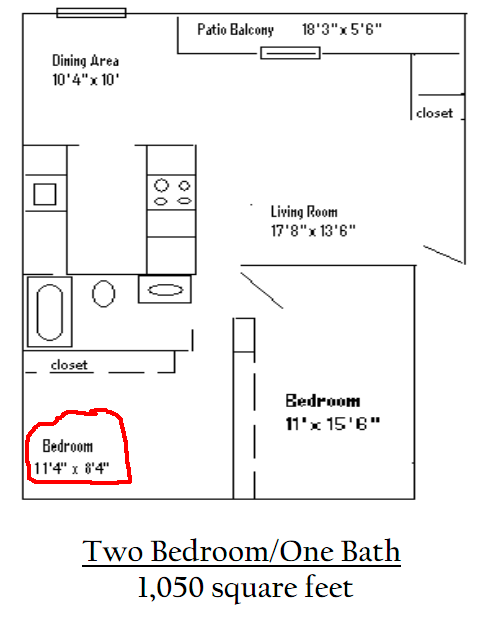 Patio Balcony 18'3" x 5'6"
Dining Area
10'4" x 10'
closet
Living Room
17'8" x 13'6"
closet
Bedroom
11' x 15'6"
Bedroom
11'4" x 8'4"
Two Bedroom/One Bath
1,050 square feet